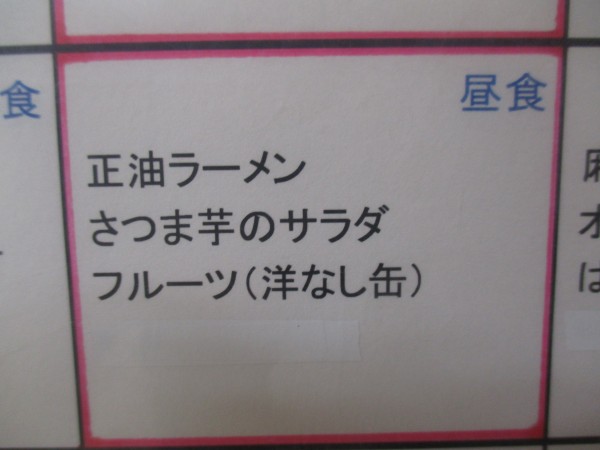 食
昼食
正油ラーメン
さつま芋のサラダ
フルーツ(洋なし缶)
は